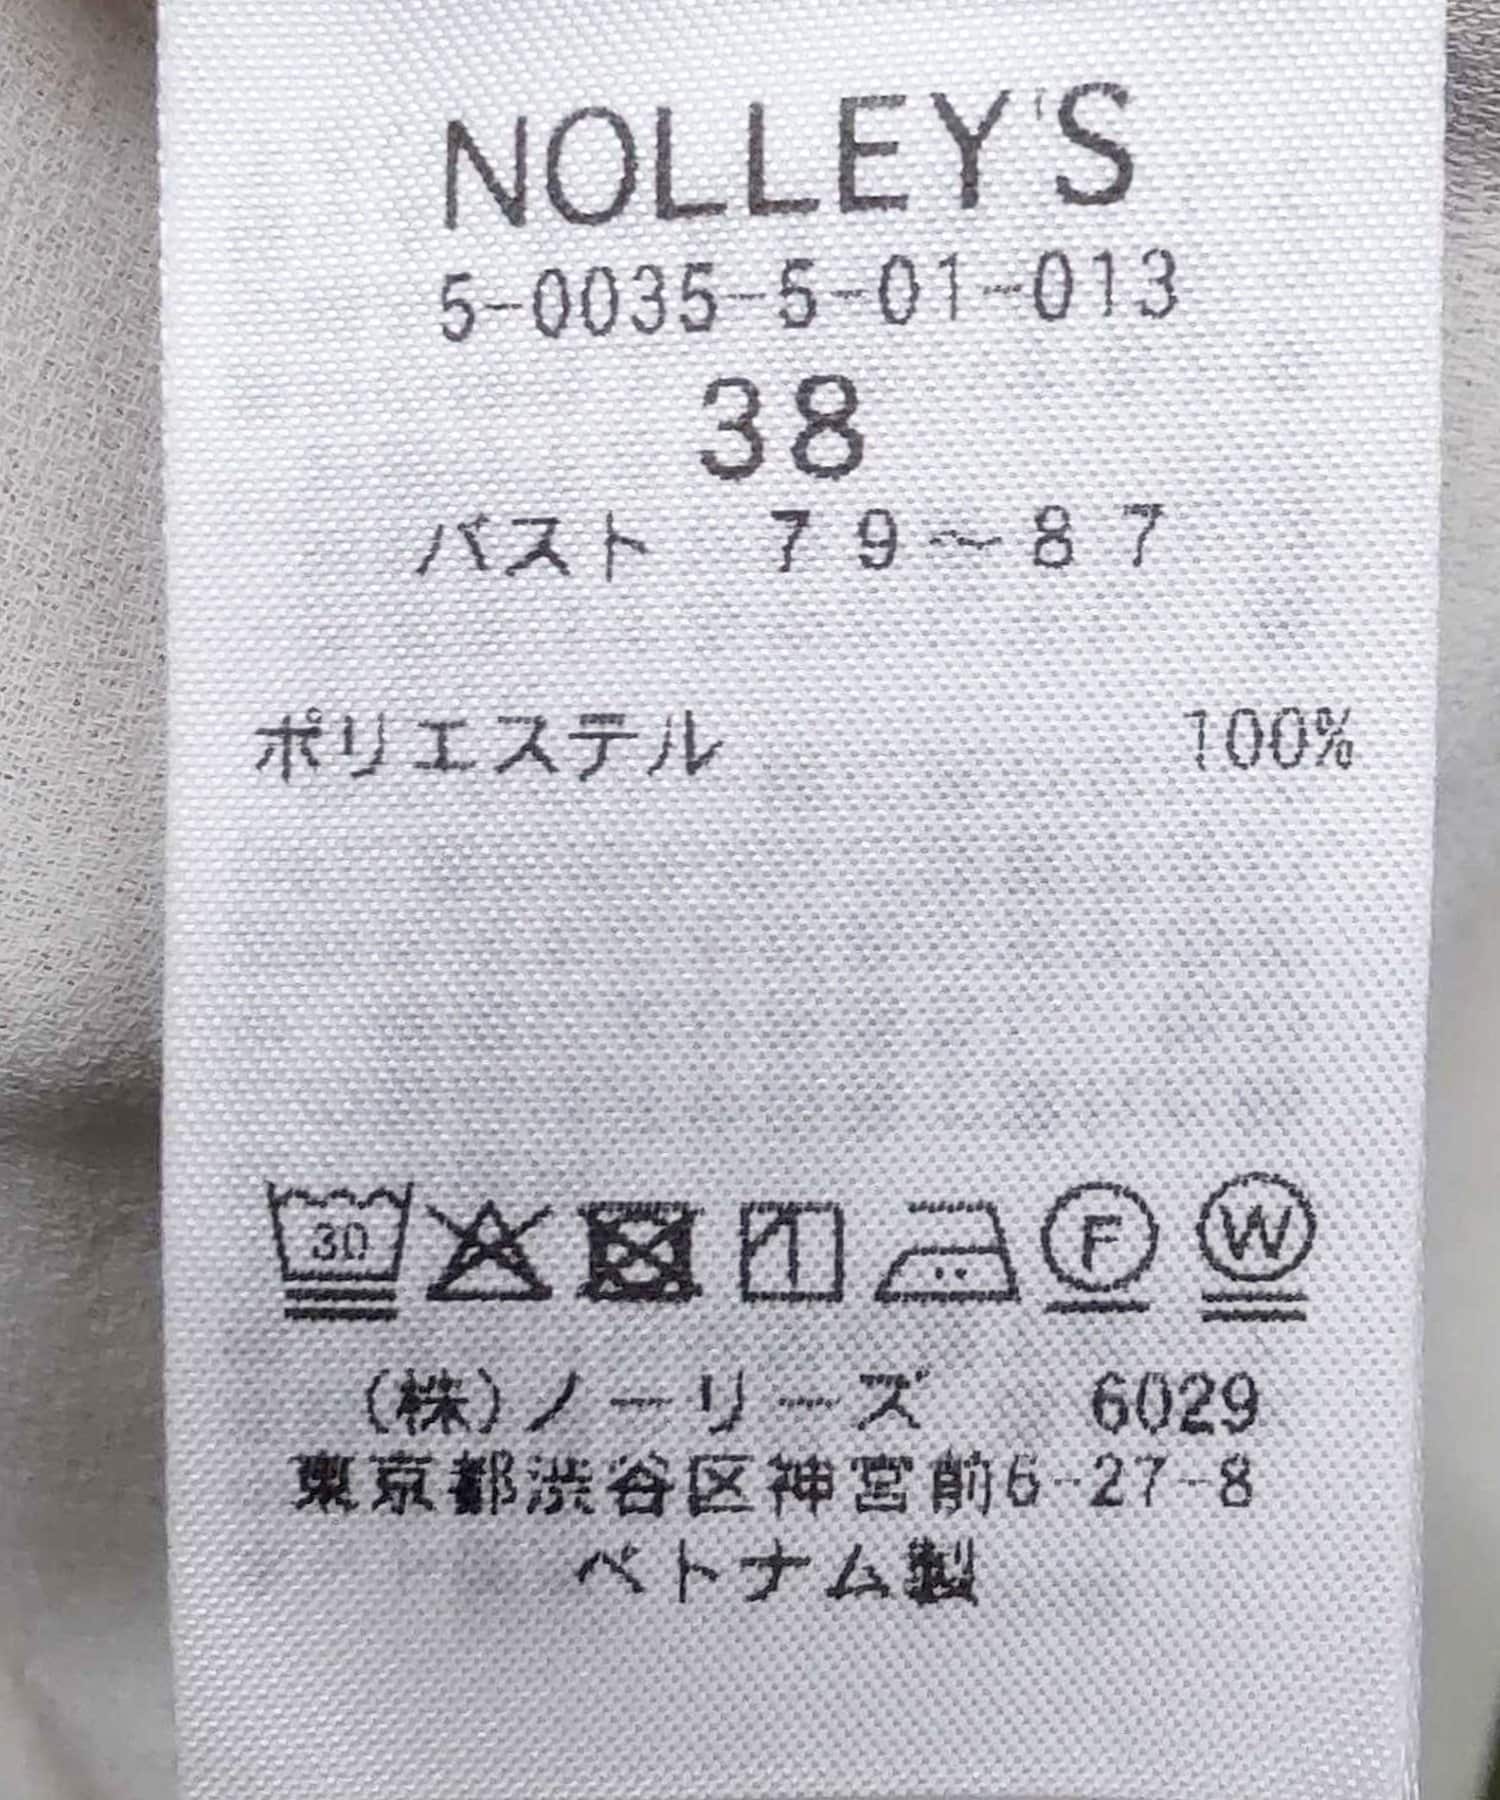 NOLLEY'S
5-0035-5-01-013
38
バスト 79～87
ポリエステル 100%
30 F W
(株)ノーリーズ 6029
東京都渋谷区神宮前6-27-8
ベトナム製